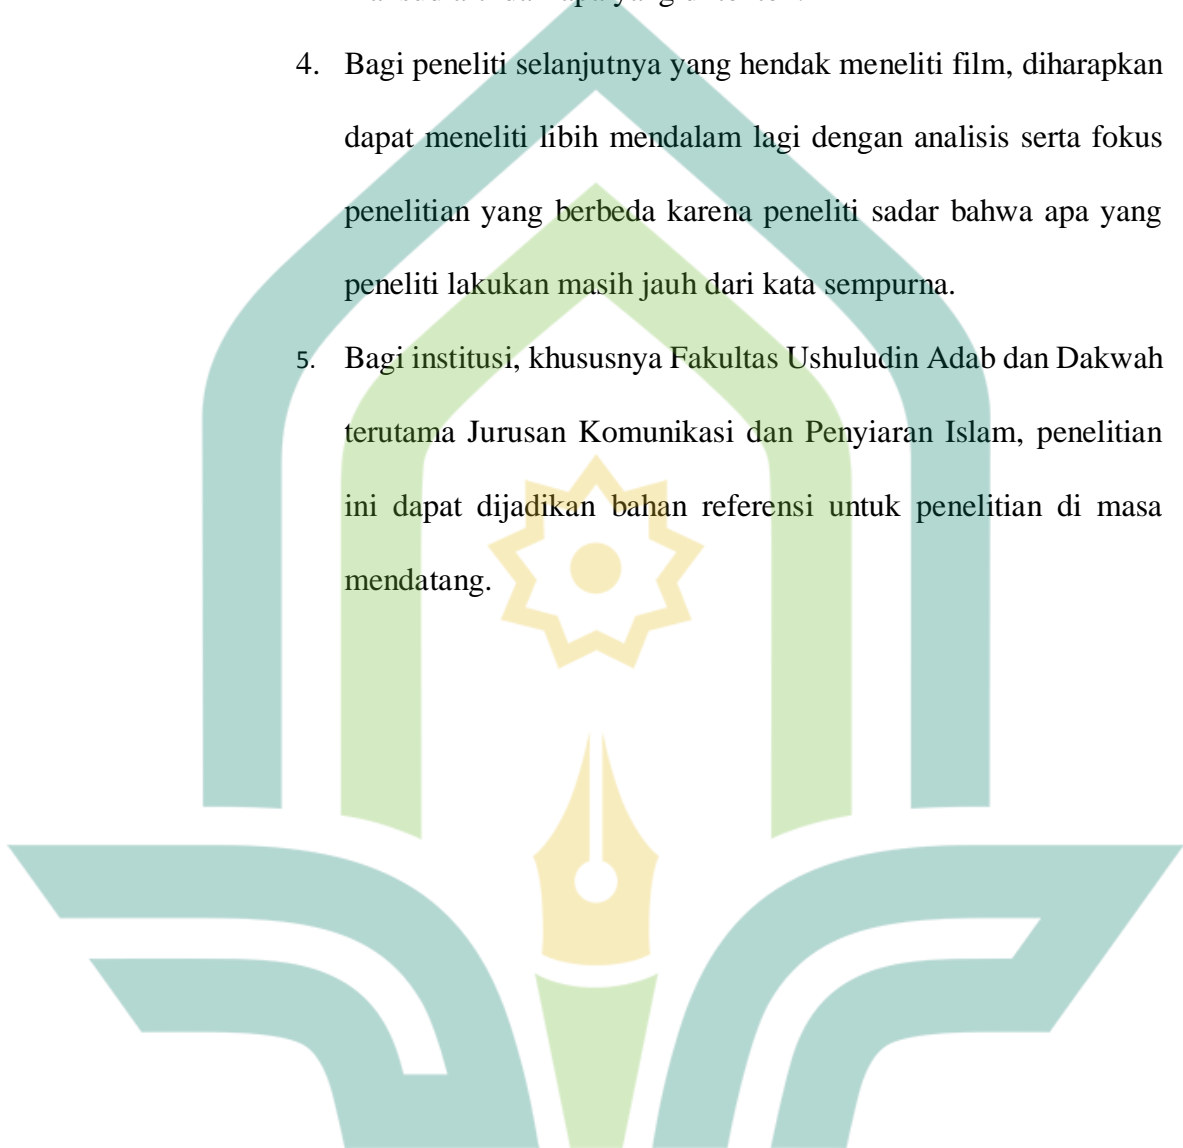 4. Bagi peneliti selanjutnya yang hendak meneliti film, diharapkan
dapat meneliti libih mendalam lagi dengan analisis serta fokus
penelitian yang berbeda karena peneliti sadar bahwa apa yang
peneliti lakukan masih jauh dari kata sempurna.
5. Bagi institusi, khususnya Fakultas Ushuludin Adab dan Dakwah
terutama Jurusan Komunikasi dan Penyiaran Islam, penelitian
ini dapat dijadikan bahan referensi untuk penelitian di masa
mendatang.